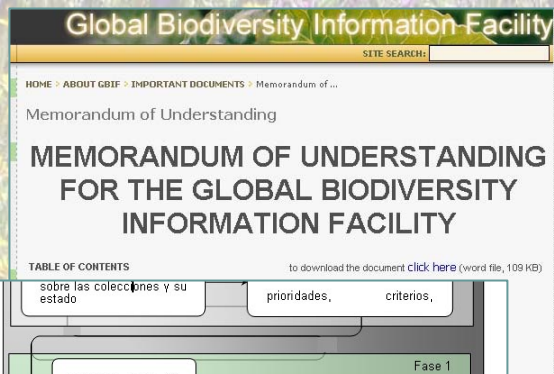 Global Biodiversity Information Facility
SITE SEARCH:
HOME > ABOUT GBIF > IMPORTANT DOCUMENTS > Memorandum of ...
Memorandum of Understanding
MEMORANDUM OF UNDERSTANDING
FOR THE GLOBAL BIODIVERSITY
INFORMATION FACILITY
TABLE OF CONTENTS
to download the document click here (word file, 109 KB)
sobre las colecciones y su
estado
prioridades, criterios,
Fase 1